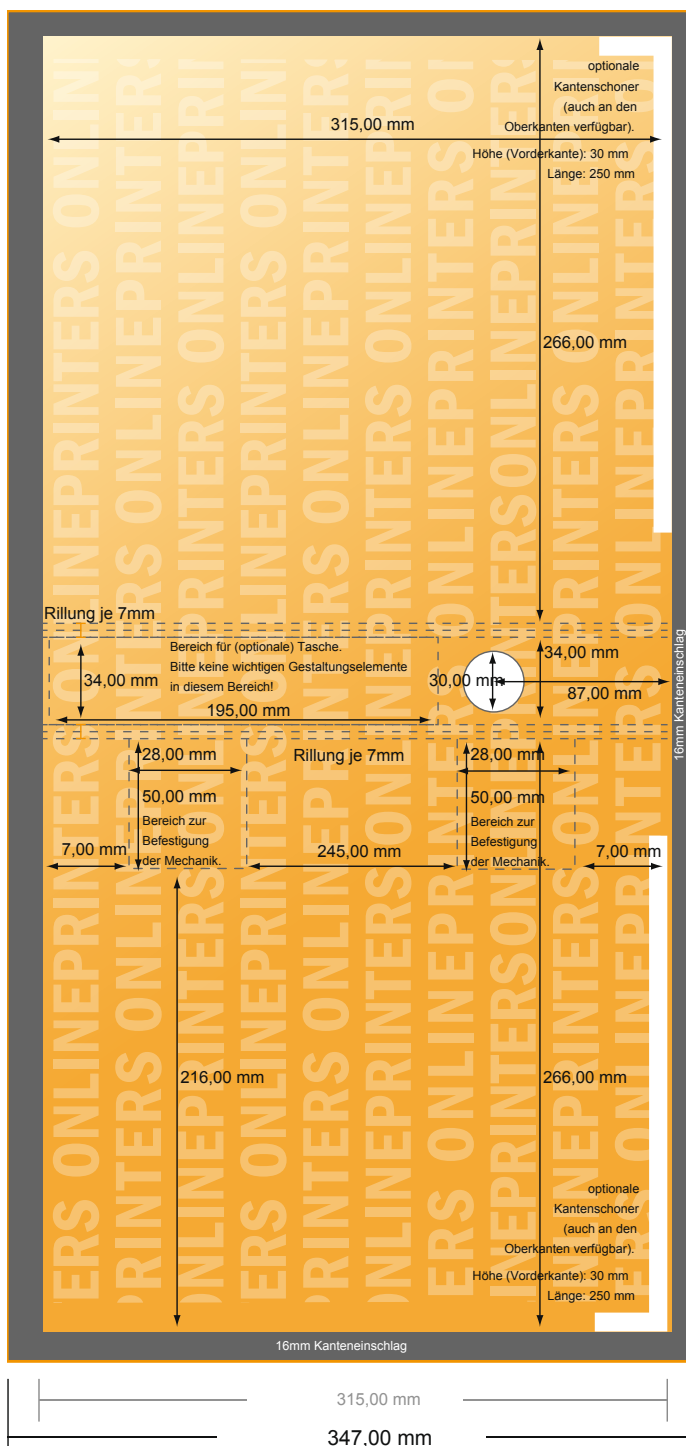 optionale
Kantenschoner
(auch an den
Oberkanten verfügbar).
Höhe (Vorderkante): 30 mm
Länge: 250 mm
315,00 mm
266,00 mm
ONLINEPRINTERS ONLINEPRINTERS
Rillung je 7mm
Bereich für (optionale) Tasche.
Bitte keine wichtigen Gestaltungselemente
in diesem Bereich!
34,00 mm
195,00 mm
30,00 mm
34,00 mm
87,00 mm
16mm Kanteneinschlag
28,00 mm
Rillung je 7mm
28,00 mm
50,00 mm
Bereich zur
Befestigung
der Mechanik.
50,00 mm
Bereich zur
Befestigung
der Mechanik.
7,00 mm
245,00 mm
7,00 mm
216,00 mm
266,00 mm
optionale
Kantenschoner
(auch an den
Oberkanten verfügbar).
Höhe (Vorderkante): 30 mm
Länge: 250 mm
16mm Kanteneinschlag
315,00 mm
347,00 mm